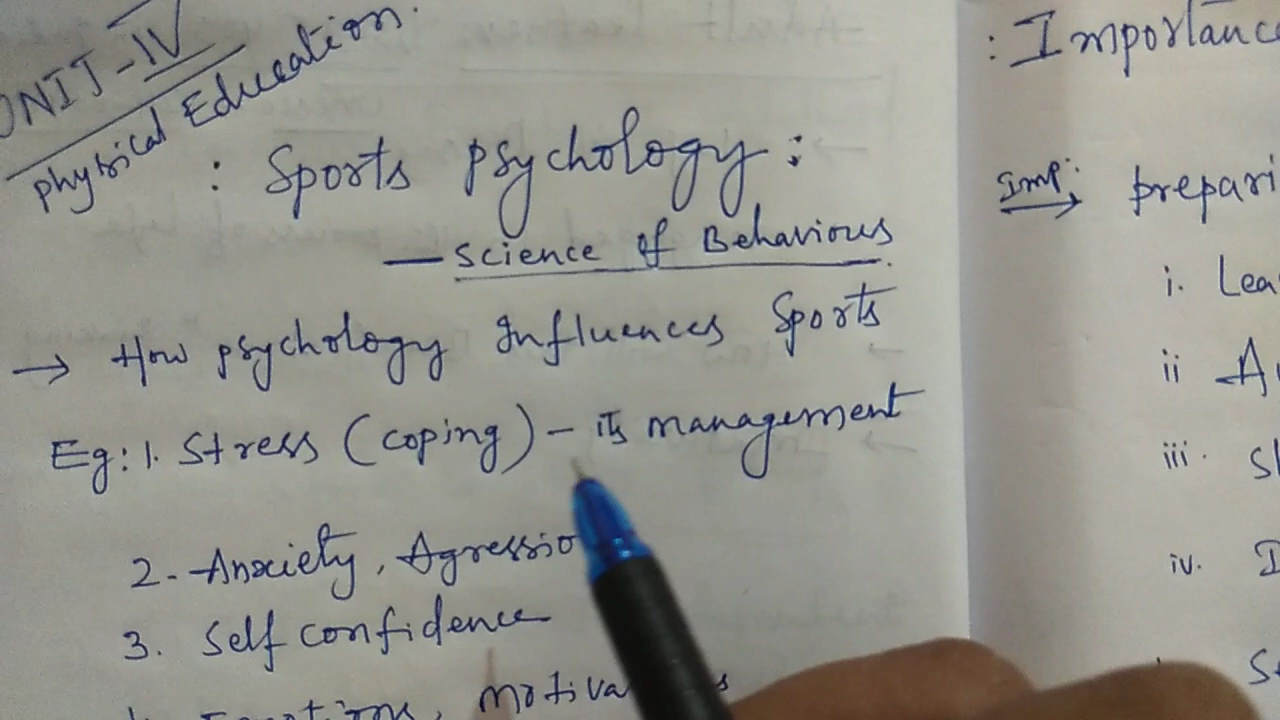 UNIT-IV
Physical Education.
: Sports psychology :
— Science of Behaviours
→ How psychology Influences Sports
Eg: 1. Stress (coping) – its management
2. Anxiety, Agressio
3. Self confidence
: Importance
Imp: → prepari
i. Lea
ii
iii.
iv.